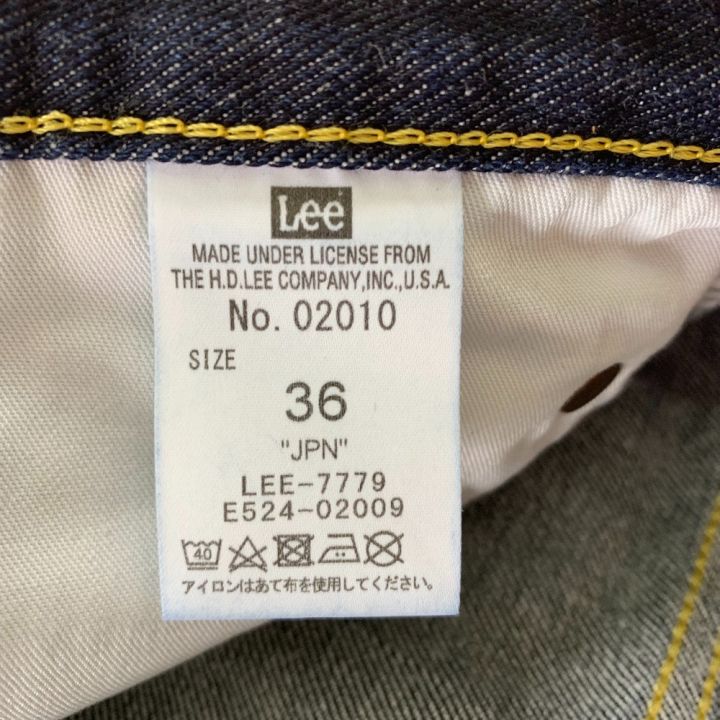 Lee
MADE UNDER LICENSE FROM
THE H.D.LEE COMPANY,INC.,U.S.A.
No. 02010
SIZE
36
"JPN"
LEE-7779
E524-02009
40
アイロンはあて布を使用してください。